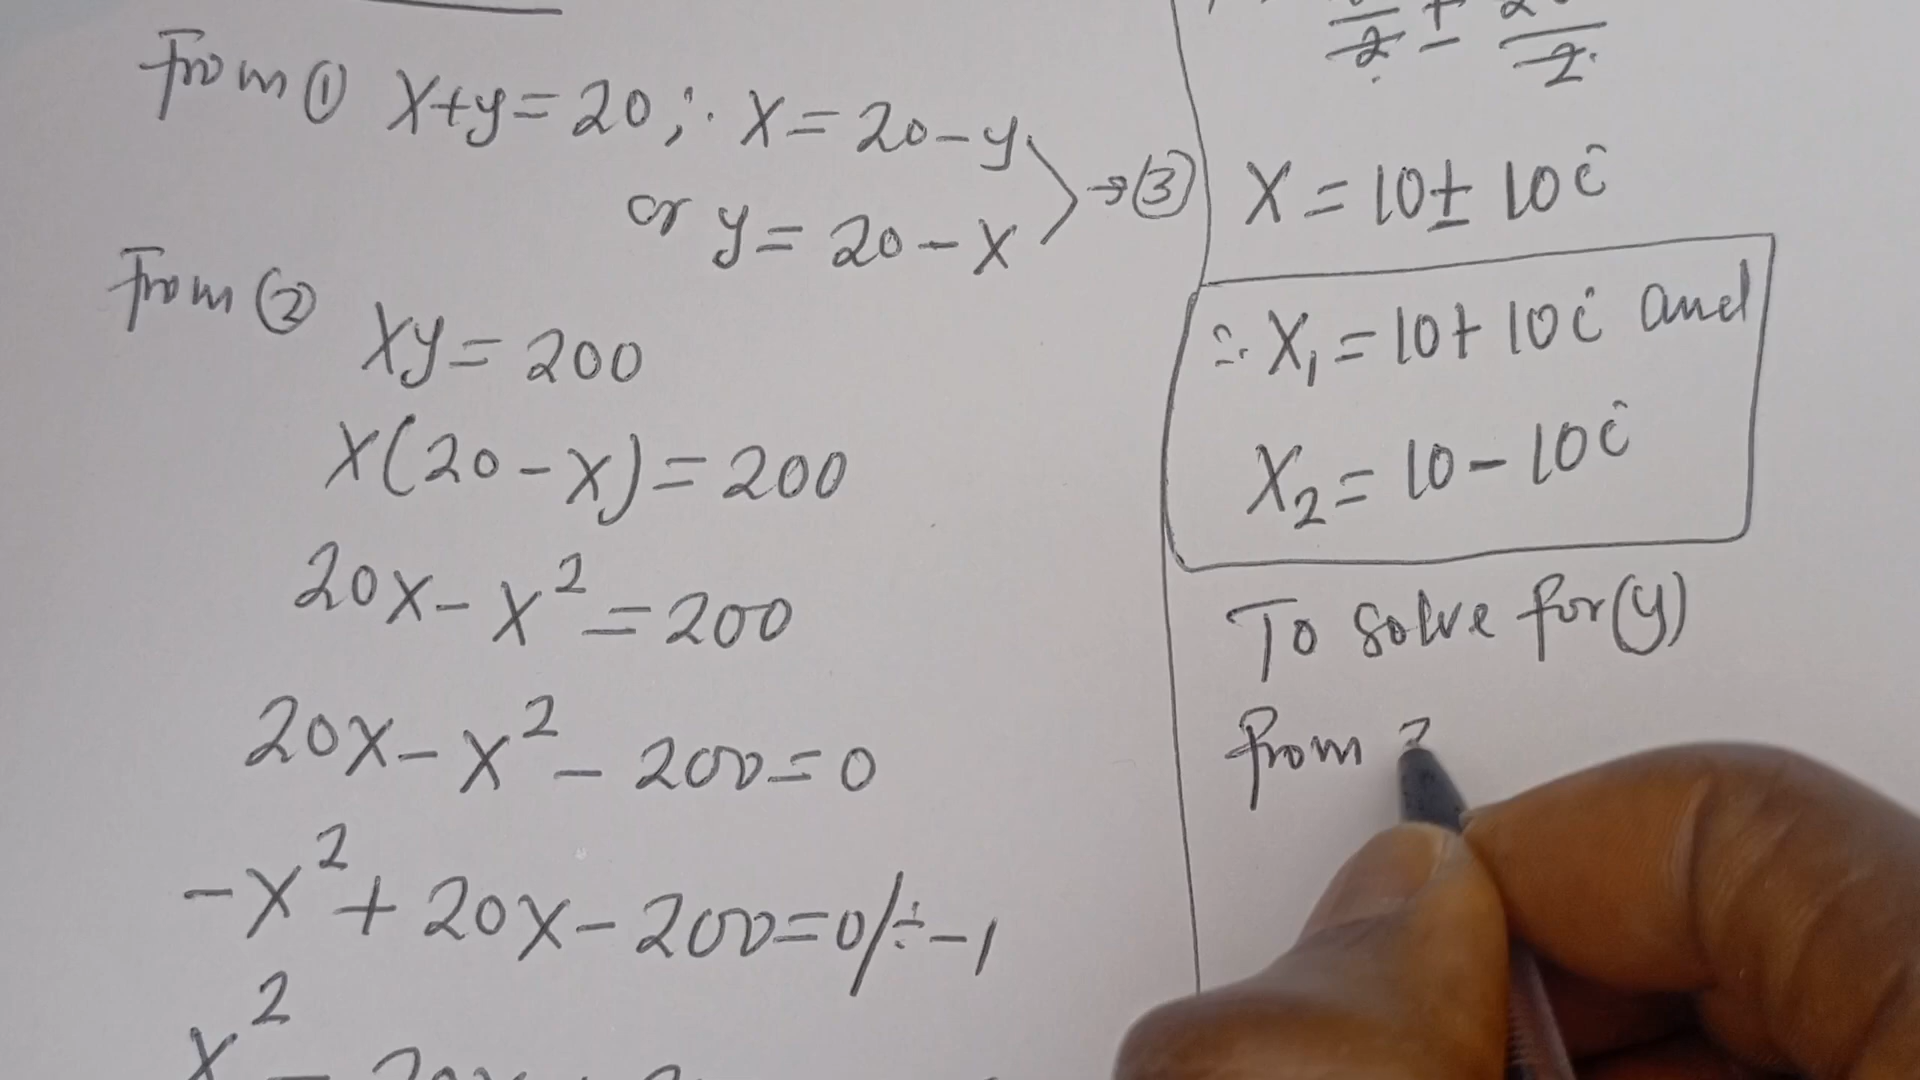 From ① x+y=20; ∴ x=20-y
or y=20-x → ③
From ② xy=200
x(20-x)=200
20x-x²=200
20x-x²-200=0
-x²+20x-200=0/÷-1
x²-20x
x=10±10i
∴ x₁=10+10i and
x₂=10-10i
To solve for(y)
from